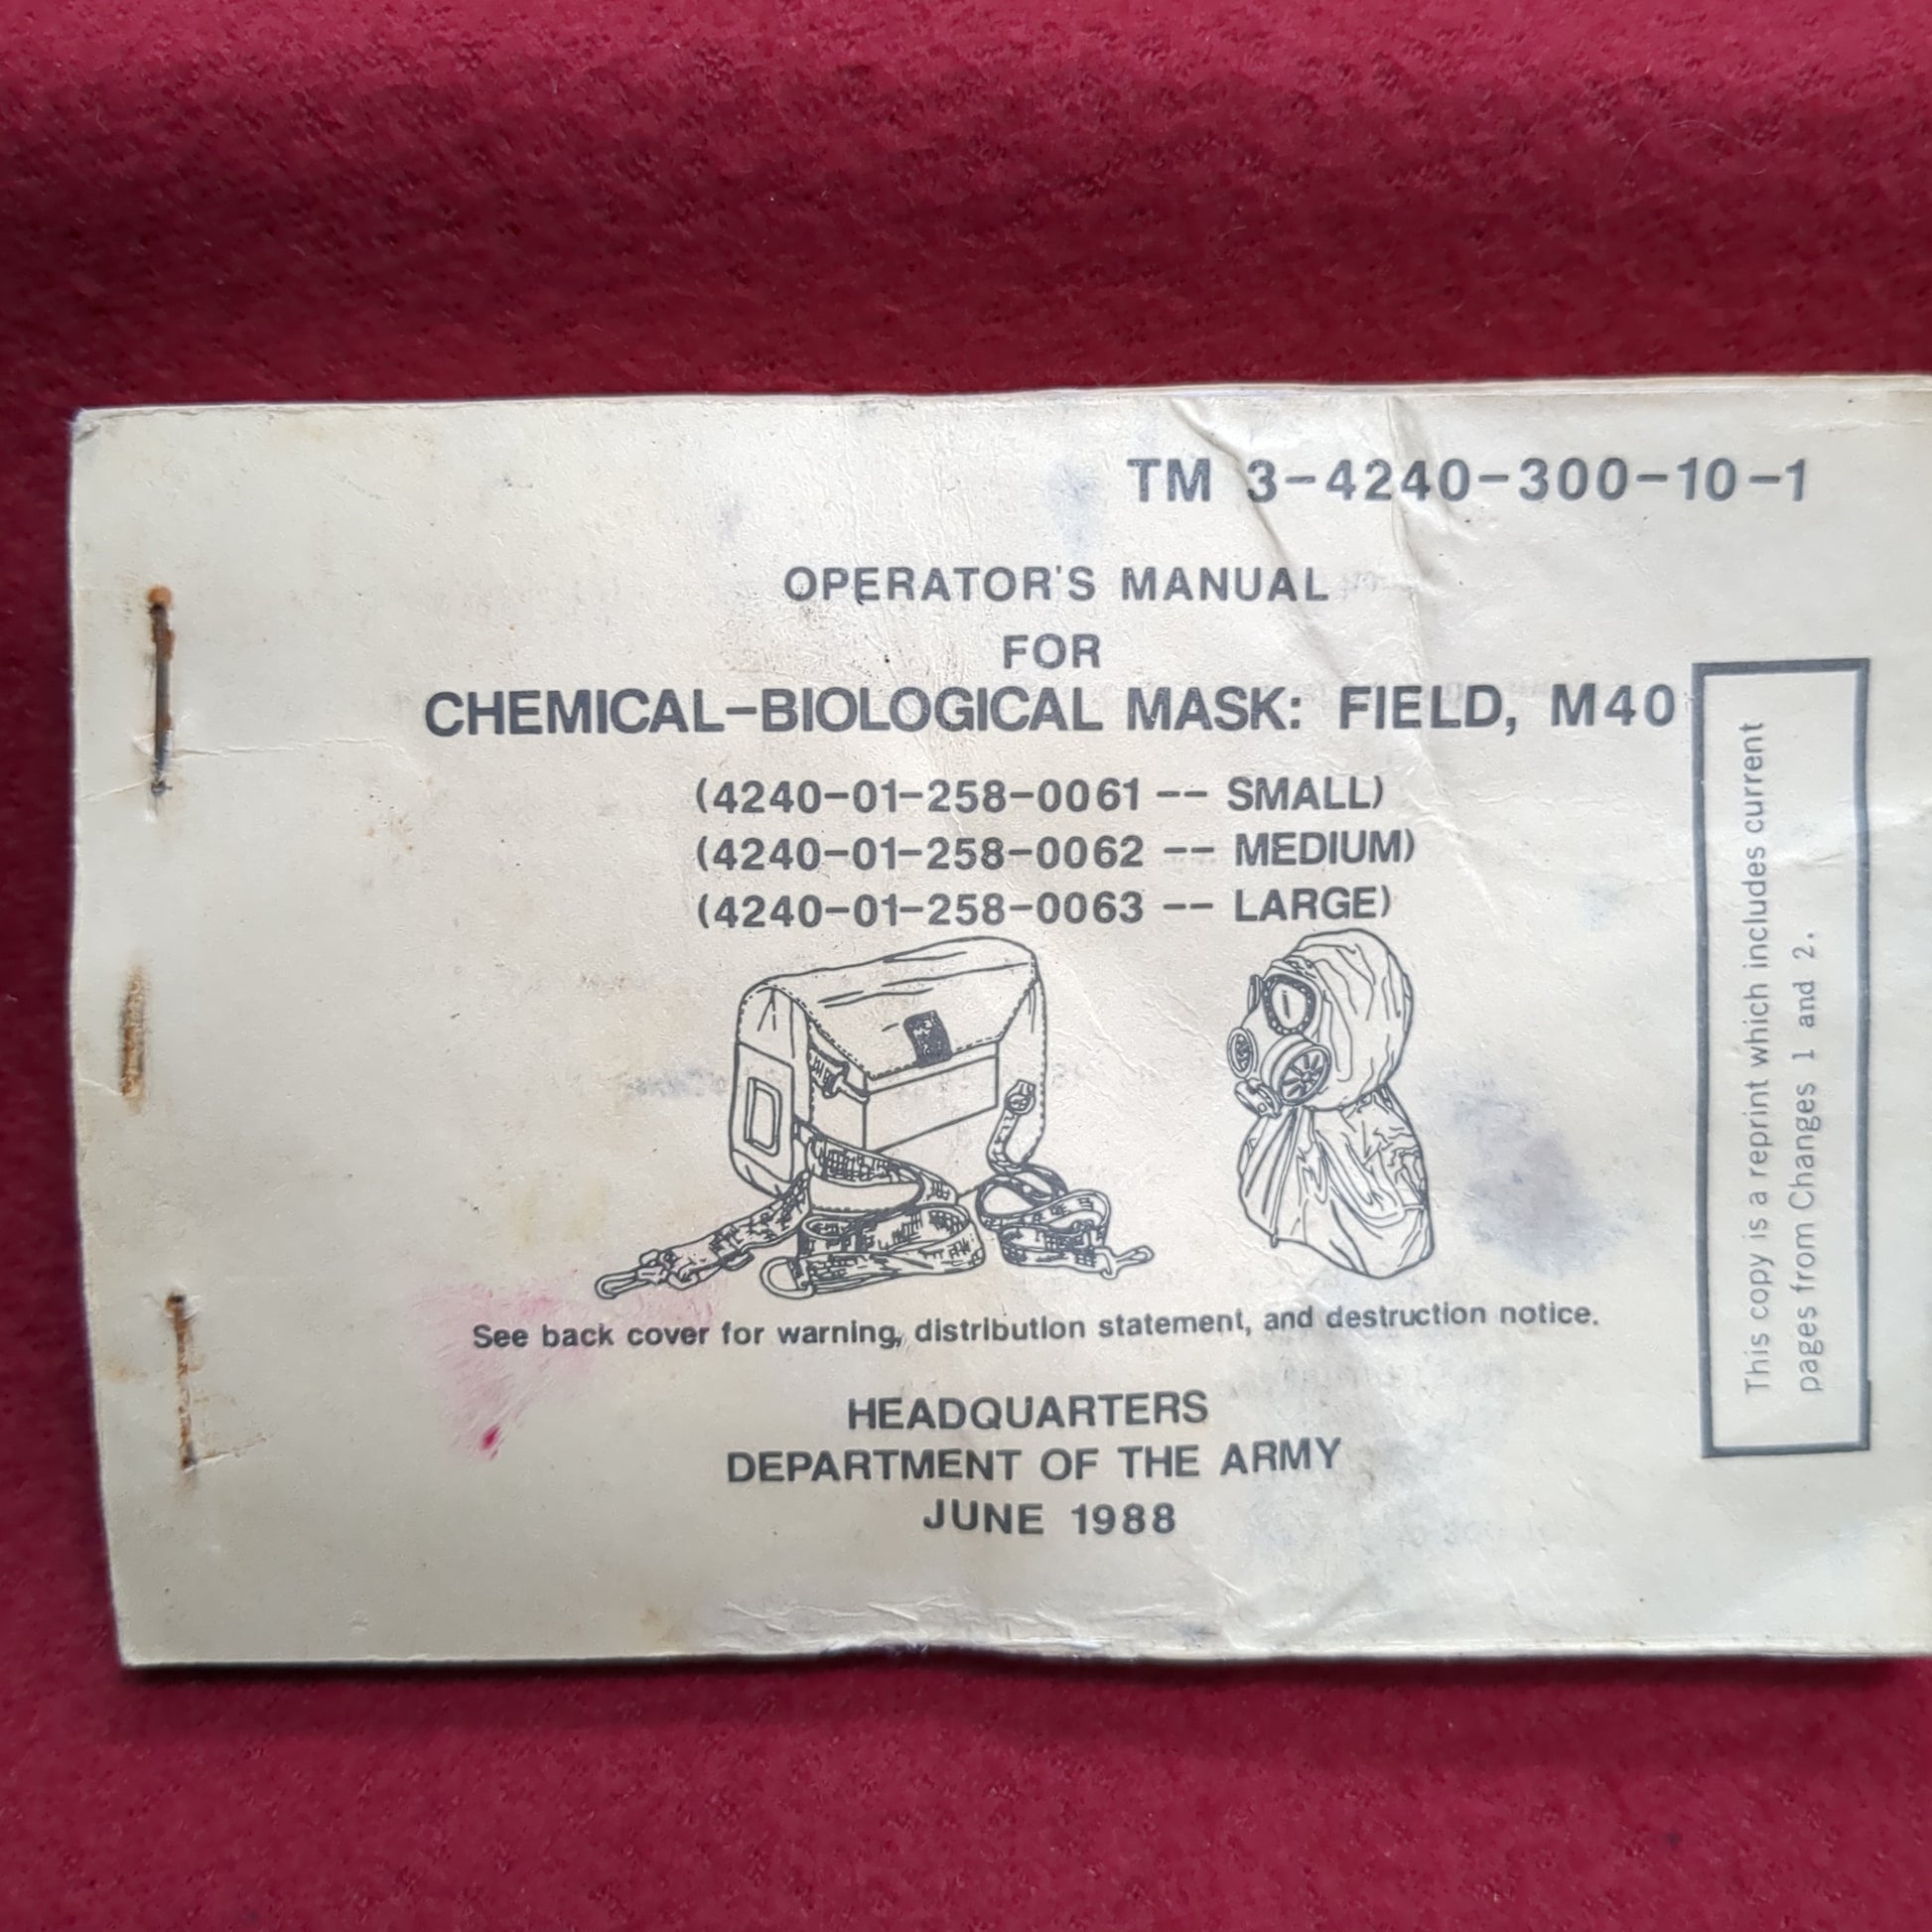 TM 3-4240-300-10-1
OPERATOR'S MANUAL
FOR
CHEMICAL-BIOLOGICAL MASK: FIELD, M40
(4240-01-258-0061 -- SMALL)
(4240-01-258-0062 -- MEDIUM)
(4240-01-258-0063 -- LARGE)
See back cover for warning, distribution statement, and destruction notice.
HEADQUARTERS
DEPARTMENT OF THE ARMY
JUNE 1988
This copy is a reprint which includes current
pages from Changes 1 and 2.